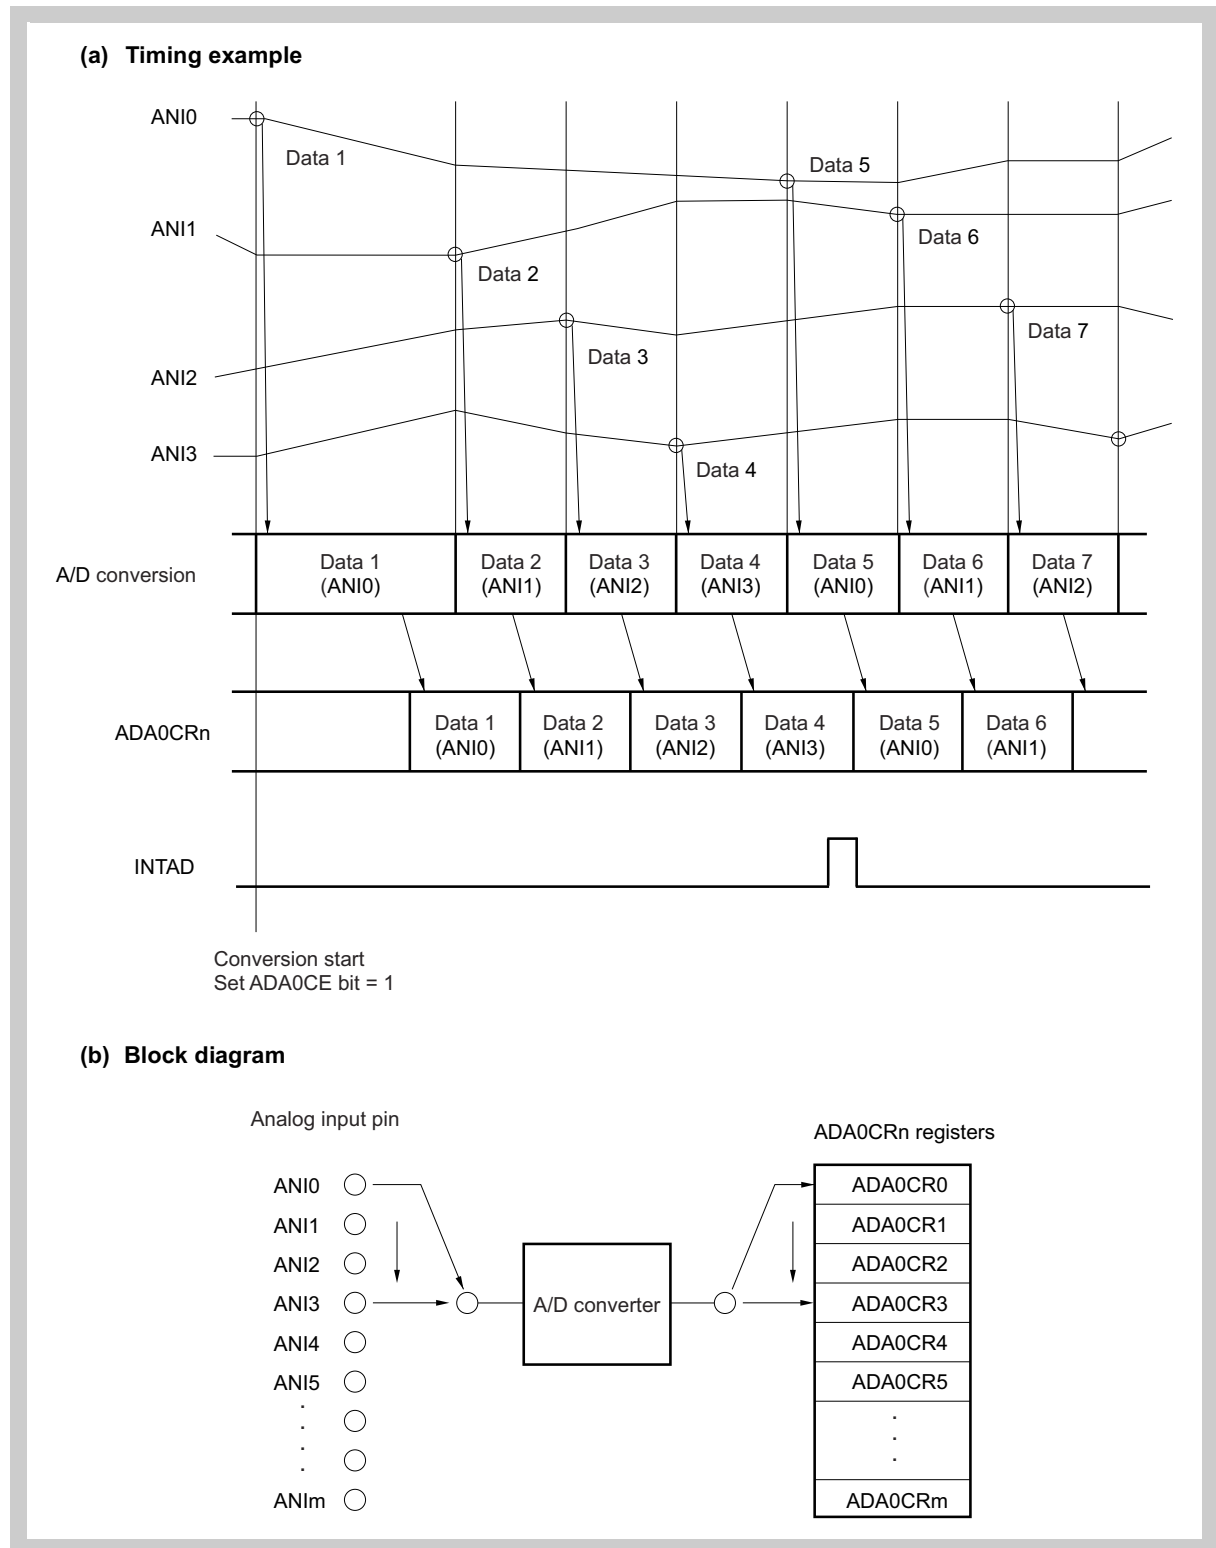 (a) Timing example
ANI0
Data 1
Data 5
ANI1
Data 6
Data 2
Data 7
Data 3
ANI2
ANI3
Data 4
A/D conversion
Data 1 (ANI0)
Data 2 (ANI1)
Data 3 (ANI2)
Data 4 (ANI3)
Data 5 (ANI0)
Data 6 (ANI1)
Data 7 (ANI2)
ADA0CRn
Data 1 (ANI0)
Data 2 (ANI1)
Data 3 (ANI2)
Data 4 (ANI3)
Data 5 (ANI0)
Data 6 (ANI1)
INTAD
Conversion start
Set ADA0CE bit = 1
(b) Block diagram
Analog input pin
ADA0CRn registers
ANI0
ANI1
ANI2
ANI3
ANI4
ANI5
.
.
.
.
ANIm
A/D converter
ADA0CR0
ADA0CR1
ADA0CR2
ADA0CR3
ADA0CR4
ADA0CR5
.
.
.
ADA0CRm